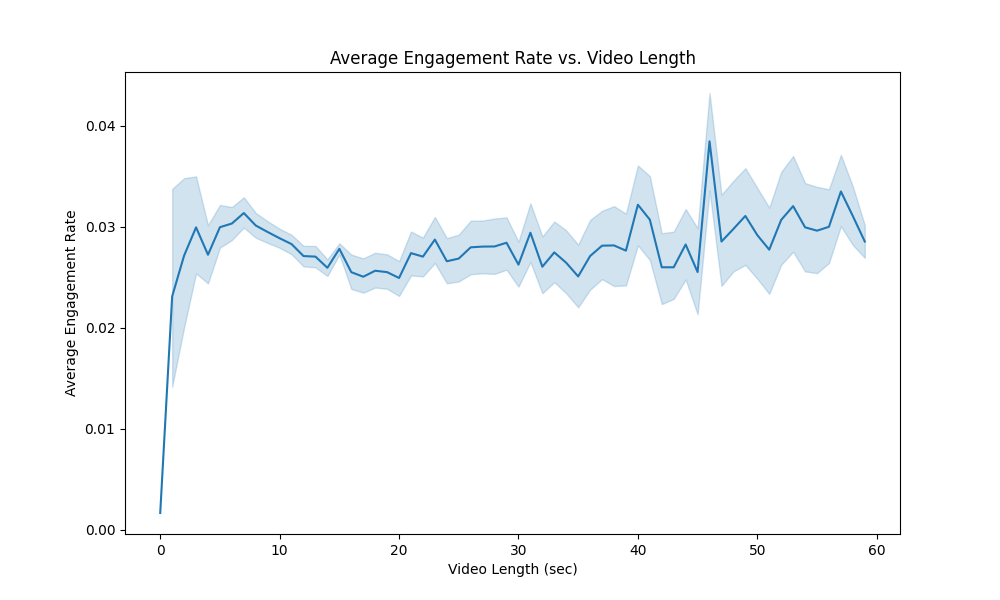 Average Engagement Rate vs. Video Length
Average Engagement Rate
0.04
0.03
0.02
0.01
0.00
0 10 20 30 40 50 60
Video Length (sec)